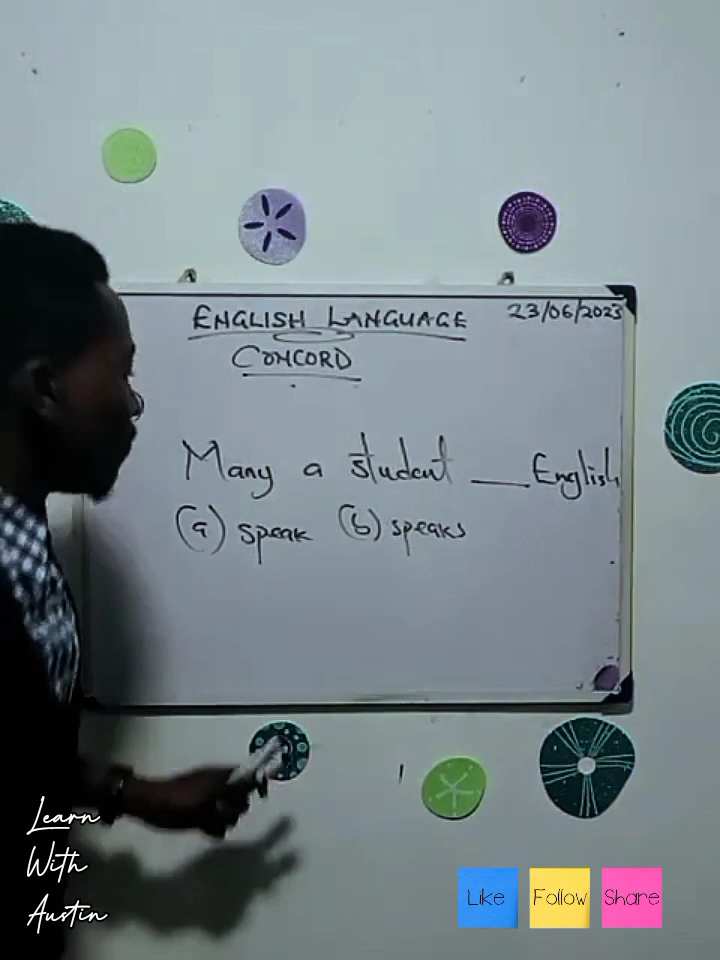 ENGLISH LANGUAGE 23/06/2023
CONCORD
Many a student ___ English
(a) speak (b) speaks
Learn
With
Austin
Like Follow Share